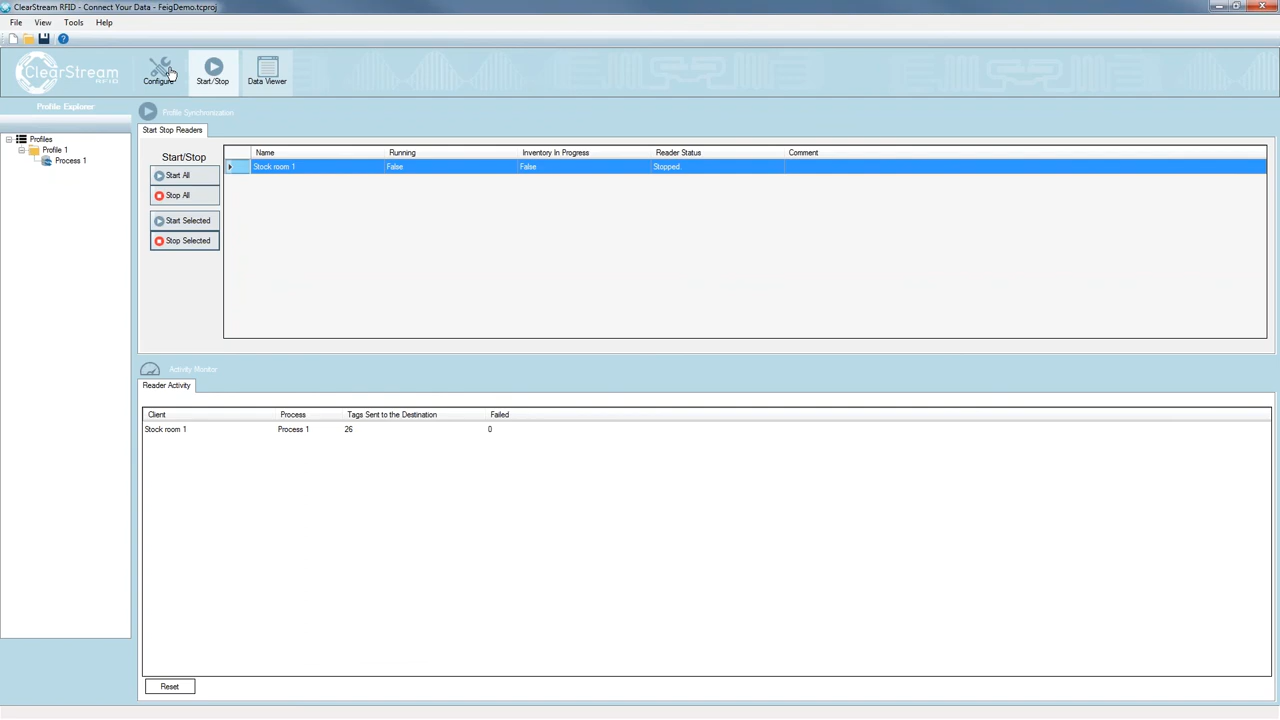 ClearStream RFID - Connect Your Data - FeigDemo.tcproj
File View Tools Help
ClearStream RFID
Configure Start/Stop Data Viewer
Profile Explorer
Profile Synchronisation
Start Stop Readers
Profiles
Profile 1
Process 1
Start/Stop
Start All
Stop All
Start Selected
Stop Selected
Name Running Inventory In Progress Reader Status Comment
Stock room 1 False False Stopped.
Activity Monitor
Reader Activity
Client Process Tags Sent to the Destination Failed
Stock room 1 Process 1 26 0
Reset